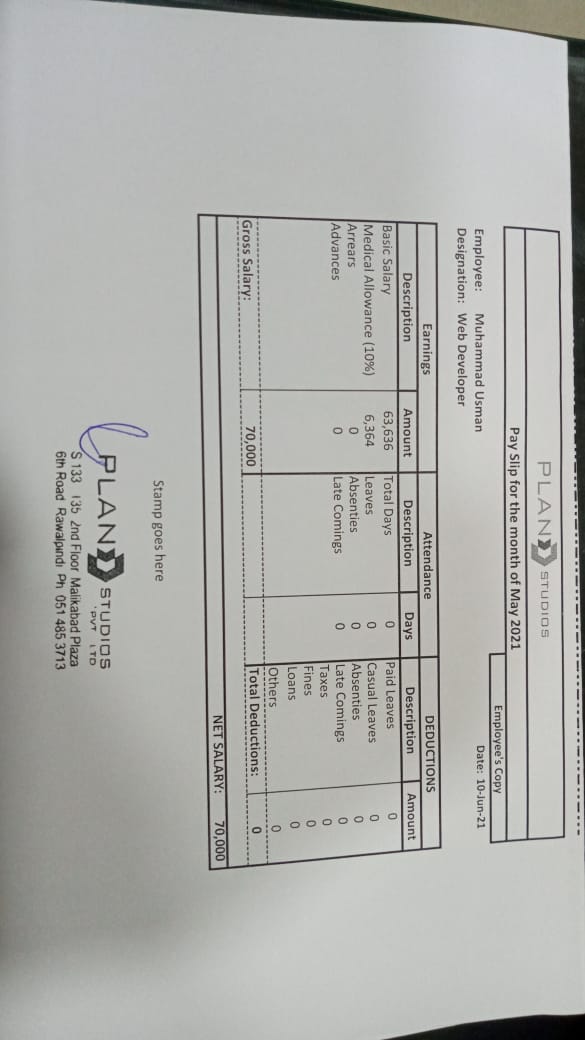 PLAN STUDIOS
Pay Slip for the month of May 2021
Employee's Copy
Employee: Muhammad Usman Date: 10-Jun-21
Designation: Web Developer
Earnings Attendance DEDUCTIONS
Description Amount Description Days Description Amount
Basic Salary 63,636 Total Days 0 Paid Leaves 0
Medical Allowance (10%) 6,364 Leaves 0 Casual Leaves 0
Arrears 0 Absenties 0 Absenties 0
Advances 0 Late Comings 0 Late Comings 0
Taxes 0
Fines 0
Loans 0
Others 0
Gross Salary: 70,000 Total Deductions: 0
NET SALARY: 70,000
Stamp goes here
PLAN STUDIOS
PVT LTD
S 133 135 2nd Floor Malikabad Plaza
6th Road Rawalpindi Ph 051 485 3713